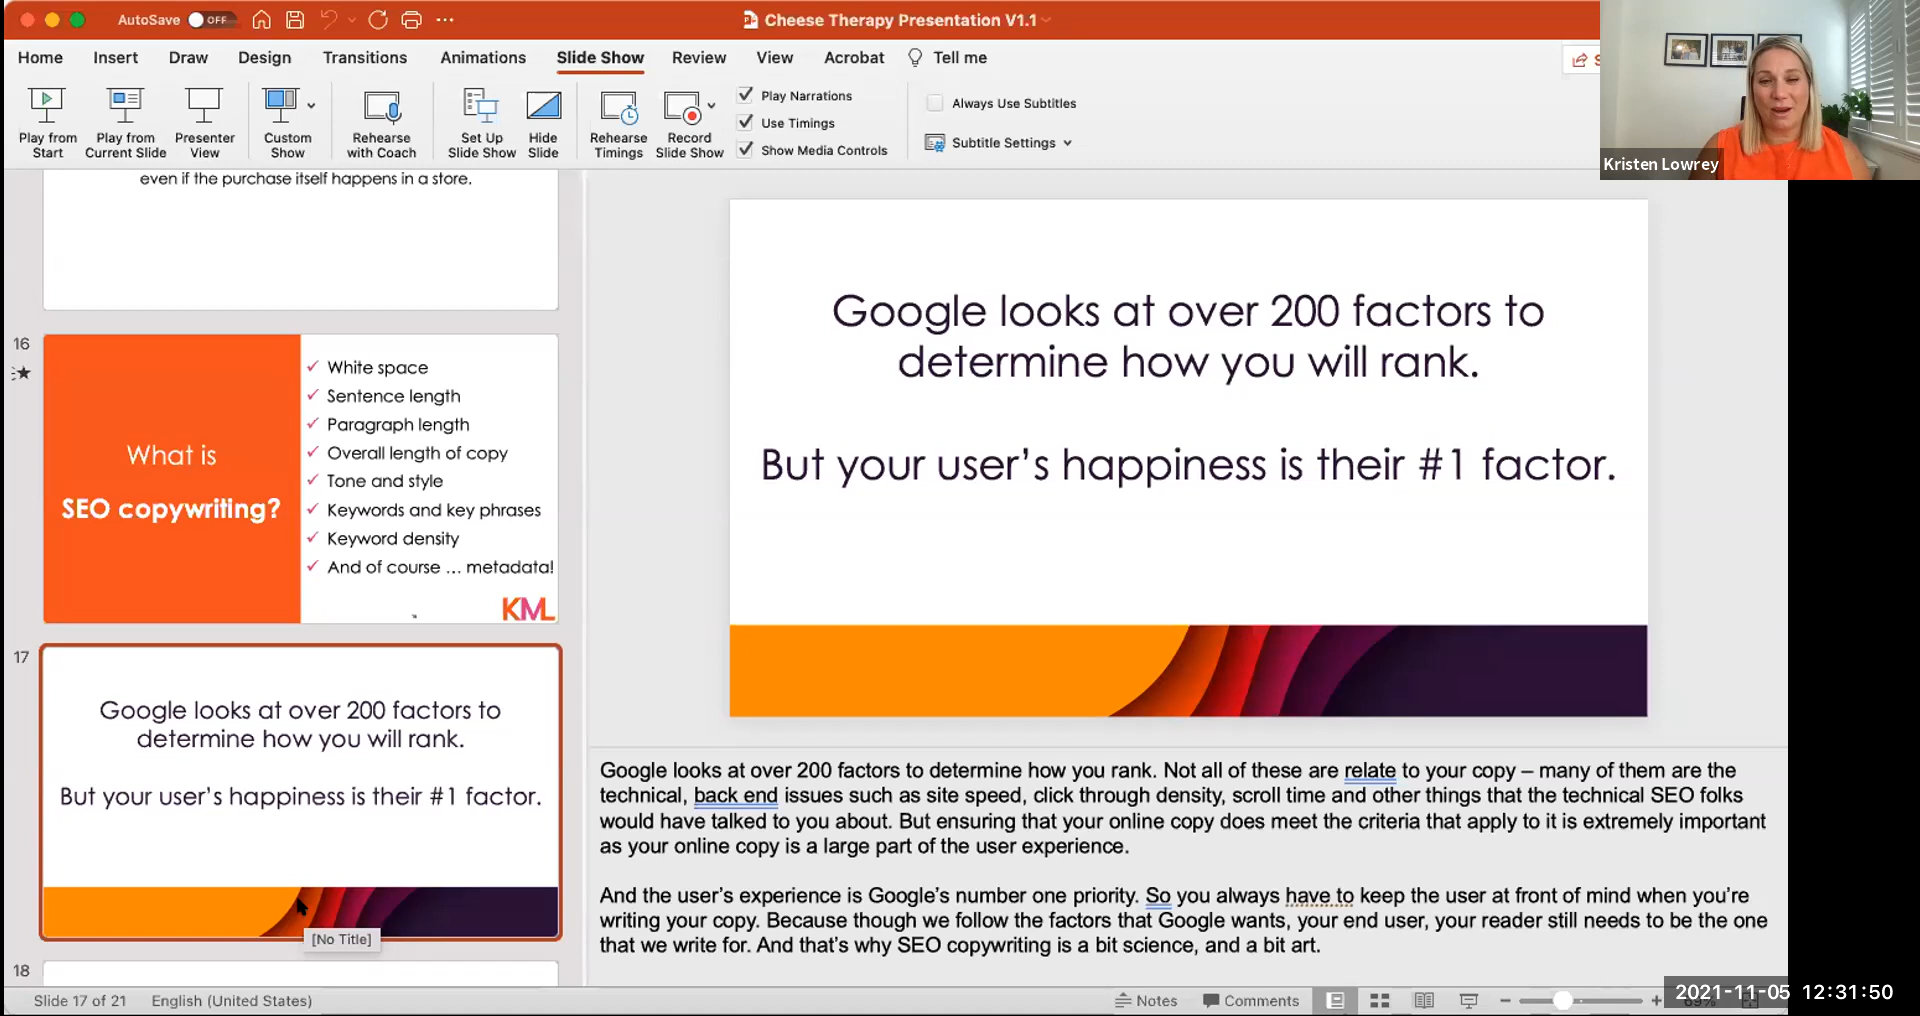 AutoSave OFF
Cheese Therapy Presentation V1.1
Home Insert Draw Design Transitions Animations Slide Show Review View Acrobat Tell me
Play from Start
Play from Current Slide
Presenter View
Custom Show
Rehearse with Coach
Set Up Slide Show
Hide Slide
Rehearse Timings
Record Slide Show
Play Narrations
Use Timings
Show Media Controls
Always Use Subtitles
Subtitle Settings
Kristen Lowrey
even if the purchase itself happens in a store.
16
What is
SEO copywriting?
White space
Sentence length
Paragraph length
Overall length of copy
Tone and style
Keywords and key phrases
Keyword density
And of course ... metadata!
KML
17
Google looks at over 200 factors to
determine how you will rank.
But your user's happiness is their #1 factor.
[No Title]
18
Google looks at over 200 factors to
determine how you will rank.
But your user's happiness is their #1 factor.
Google looks at over 200 factors to determine how you rank. Not all of these are relate to your copy – many of them are the
technical, back end issues such as site speed, click through density, scroll time and other things that the technical SEO folks
would have talked to you about. But ensuring that your online copy does meet the criteria that apply to it is extremely important
as your online copy is a large part of the user experience.
And the user's experience is Google's number one priority. So you always have to keep the user at front of mind when you're
writing your copy. Because though we follow the factors that Google wants, your end user, your reader still needs to be the one
that we write for. And that's why SEO copywriting is a bit science, and a bit art.
Slide 17 of 21 English (United States)
Notes Comments
2021-11-05 12:31:50